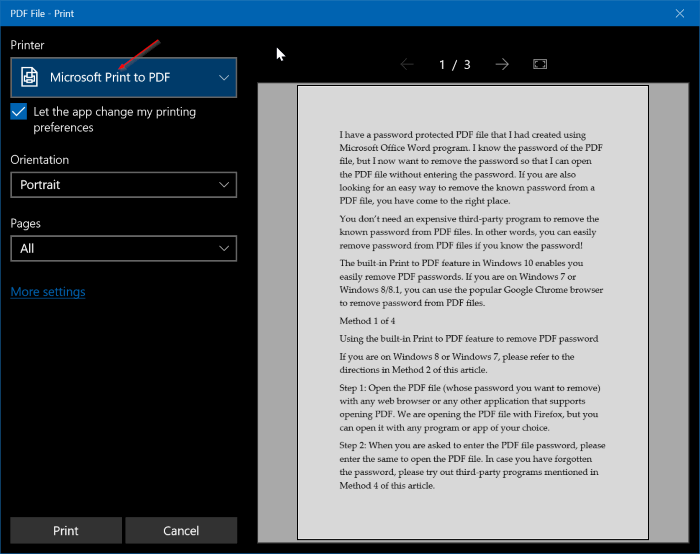 PDF File - Print
Printer
Microsoft Print to PDF
Let the app change my printing
preferences
Orientation
Portrait
Pages
All
More settings
Print
Cancel
1 / 3
I have a password protected PDF file that I had created using
Microsoft Office Word program. I know the password of the PDF
file, but I now want to remove the password so that I can open
the PDF file without entering the password. If you are also
looking for an easy way to remove the known password from a
PDF file, you have come to the right place.
You don't need an expensive third-party program to remove the
known password from PDF files. In other words, you can easily
remove password from PDF files if you know the password!
The built-in Print to PDF feature in Windows 10 enables you
easily remove PDF passwords. If you are on Windows 7 or
Windows 8/8.1, you can use the popular Google Chrome browser
to remove password from PDF files.
Method 1 of 4
Using the built-in Print to PDF feature to remove PDF password
If you are on Windows 8 or Windows 7, please refer to the
directions in Method 2 of this article.
Step 1: Open the PDF file (whose password you want to remove)
with any web browser or any other application that supports
opening PDF. We are opening the PDF file with Firefox, but you
can open it with any program or app of your choice.
Step 2: When you are asked to enter the PDF file password, please
enter the same to open the PDF file. In case you have forgotten
the password, please try out third-party programs mentioned in
Method 4 of this article.